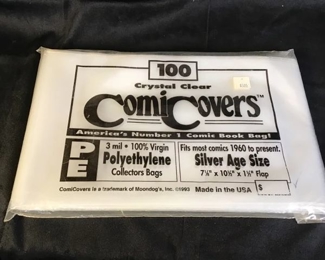 100
Crystal Clear
ComiCovers™
America's Number 1 Comic Book Bag!
PE
3 mil • 100% Virgin
Polyethylene
Collectors Bags
Fits most comics 1960 to present.
Silver Age Size
7⅛" x 10½" x 1½" Flap
ComiCovers is a trademark of Moondog's, Inc. ©1993
Made in the USA
$